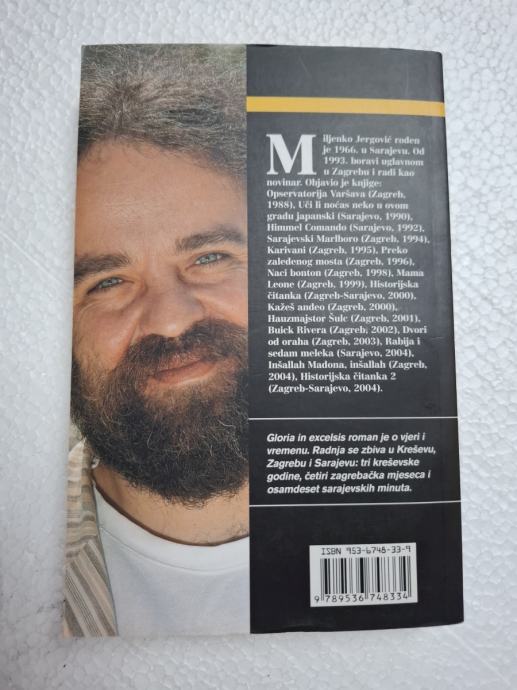 Miljenko Jergović rođen
je 1966. u Sarajevu. Od
1993. boravi uglavnom
u Zagrebu i radi kao
novinar. Objavio je knjige:
Opservatorija Varšava (Zagreb,
1988), Uči li noćas neko u ovom
gradu japanski (Sarajevo, 1990),
Himmel Comando (Sarajevo, 1992),
Sarajevski Marlboro (Zagreb, 1994),
Karivani (Zagreb, 1995), Preko
zaleđenog mosta (Zagreb, 1996),
Naci bonton (Zagreb, 1998), Mama
Leone (Zagreb, 1999), Historijska
čitanka (Zagreb-Sarajevo, 2000),
Kažeš anđeo (Zagreb, 2000),
Hauzmajstor Šulc (Zagreb, 2001),
Buick Rivera (Zagreb, 2002), Dvori
od oraha (Zagreb, 2003), Rabija i
sedam meleka (Sarajevo, 2004),
Inšallah Madona, inšallah (Zagreb,
2004), Historijska čitanka 2
(Zagreb-Sarajevo, 2004).
Gloria in excelsis roman je o vjeri i
vremenu. Radnja se zbiva u Kreševu,
Zagrebu i Sarajevu: tri kreševske
godine, četiri zagrebačka mjeseca i
osamdeset sarajevskih minuta.
ISBN 953-6748-33-9
9 789536 748334